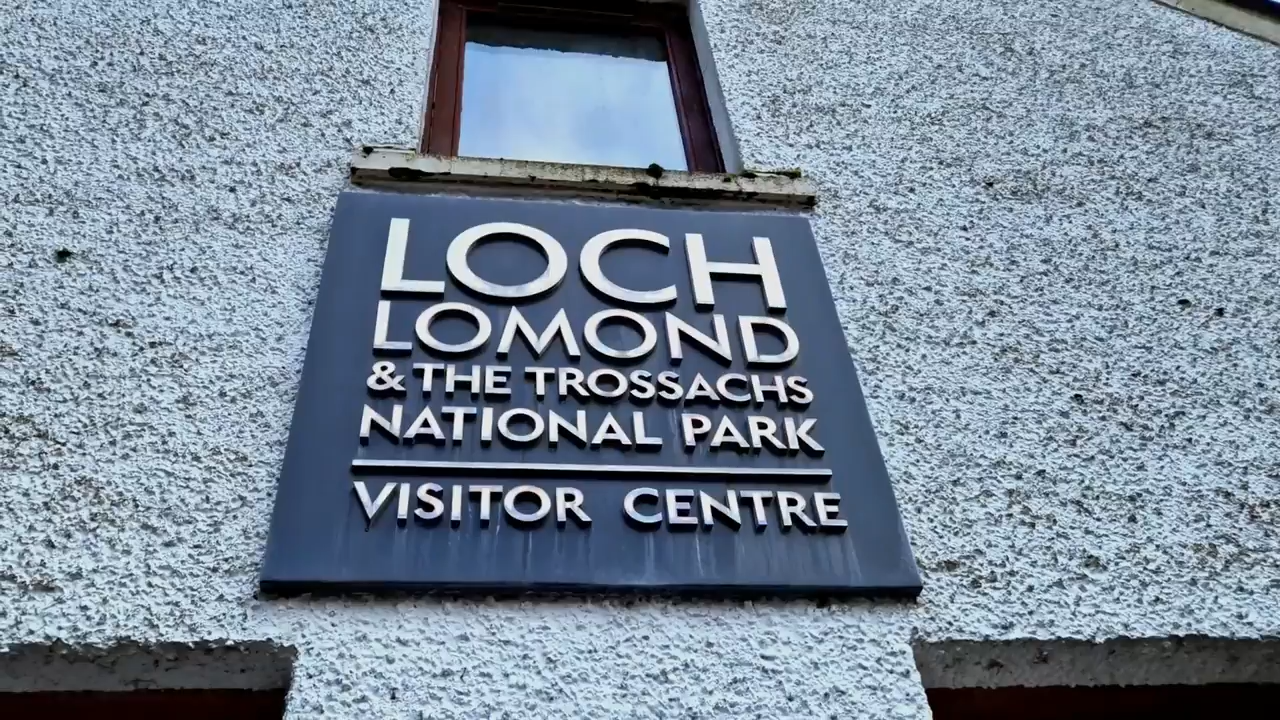 LOCH
LOMOND
& THE TROSSACHS
NATIONAL PARK
VISITOR CENTRE